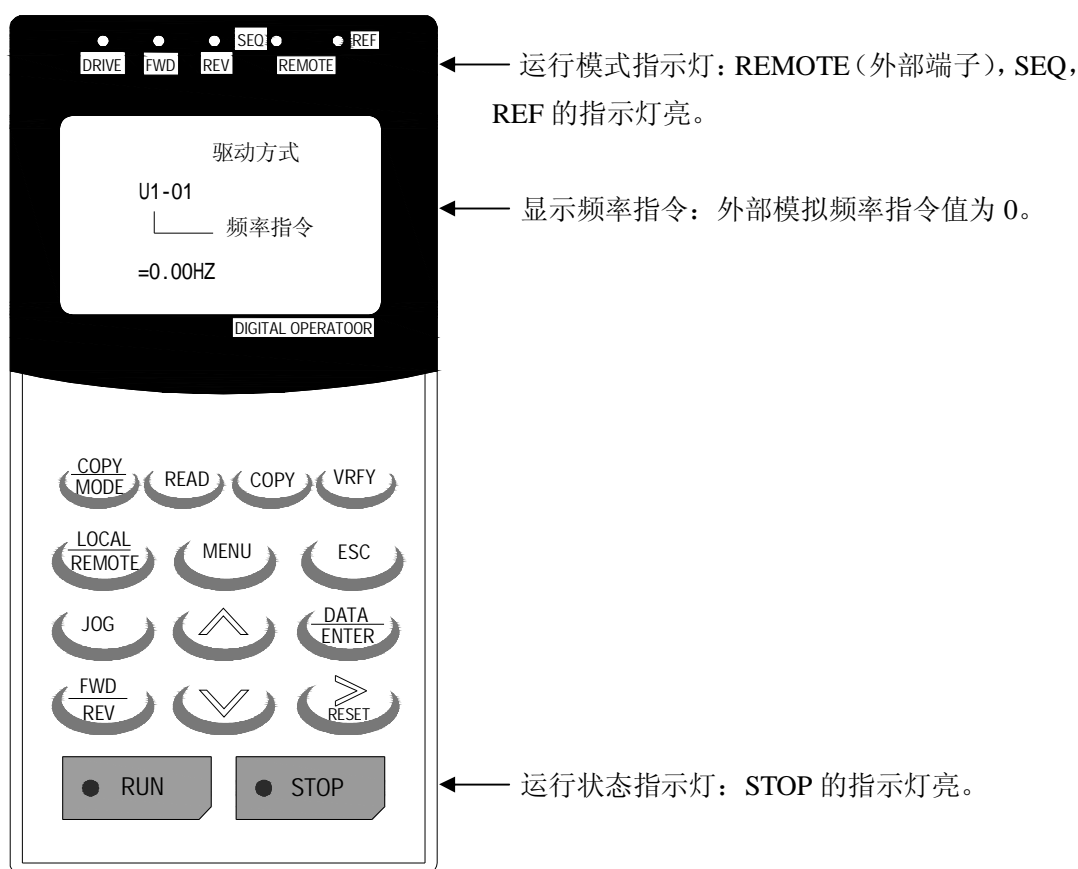 SEQ REF
DRIVE FWD REV REMOTE
运行模式指示灯：REMOTE（外部端子），SEQ，
REF 的指示灯亮。
驱动方式
U1-01
频率指令
=0.00HZ
显示频率指令：外部模拟频率指令值为 0。
DIGITAL OPERATOOR
COPY
MODE
READ
COPY
VRFY
LOCAL
REMOTE
MENU
ESC
JOG
DATA
ENTER
FWD
REV
RESET
RUN
STOP
运行状态指示灯：STOP 的指示灯亮。